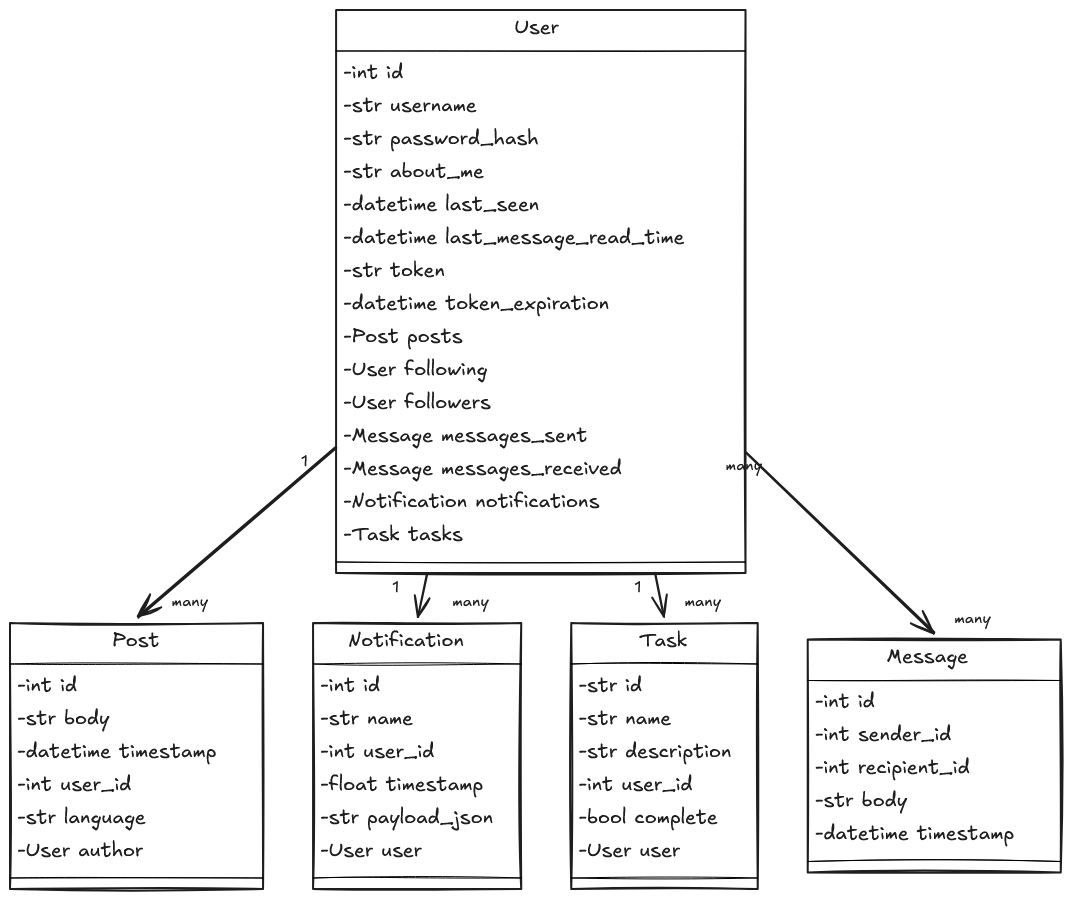 User
-int id
-str username
-str password_hash
-str about_me
-datetime last_seen
-datetime last_message_read_time
-str token
-datetime token_expiration
-Post posts
-User following
-User followers
-Message messages_sent
-Message messages_received
-Notification notifications
-Task tasks
1
many
1
many
1
many
many
many
Post
-int id
-str body
-datetime timestamp
-int user_id
-str language
-User author
Notification
-int id
-str name
-int user_id
-float timestamp
-str payload_json
-User user
Task
-str id
-str name
-str description
-int user_id
-bool complete
-User user
Message
-int id
-int sender_id
-int recipient_id
-str body
-datetime timestamp